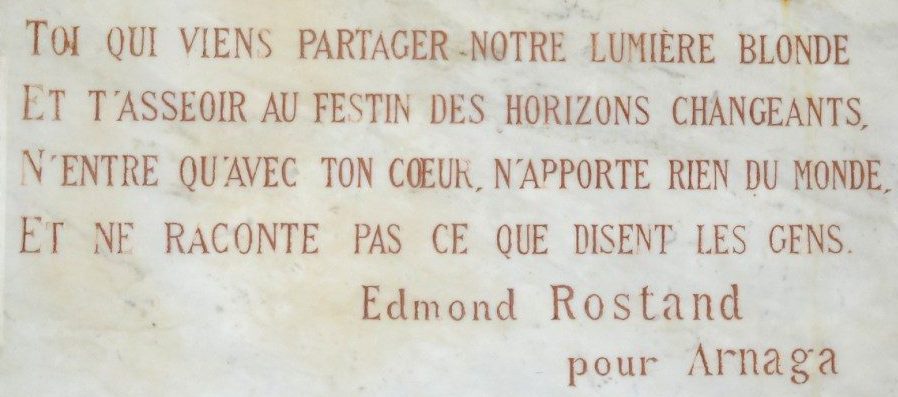 TOI QUI VIENS PARTAGER NOTRE LUMIÈRE BLONDE
ET T'ASSEOIR AU FESTIN DES HORIZONS CHANGEANTS,
N'ENTRE QU'AVEC TON CŒUR, N'APPORTE RIEN DU MONDE,
ET NE RACONTE PAS CE QUE DISENT LES GENS.
Edmond Rostand
pour Arnaga